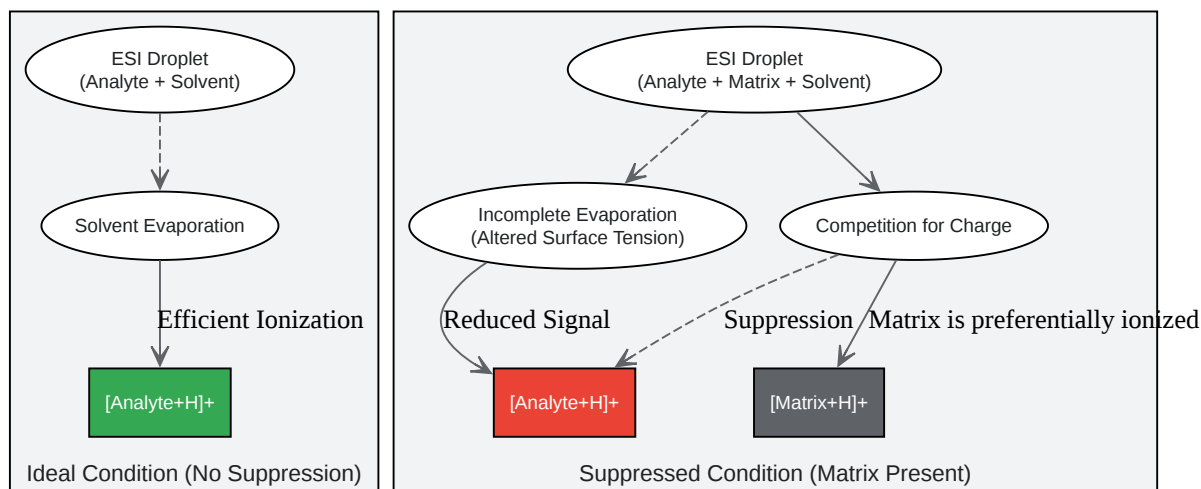 ESI Droplet
(Analyte + Solvent)
Solvent Evaporation
Efficient Ionization
[Analyte+H]+
Ideal Condition (No Suppression)
ESI Droplet
(Analyte + Matrix + Solvent)
Incomplete Evaporation
(Altered Surface Tension)
Competition for Charge
Reduced Signal
Suppression
Matrix is preferentially ionized
[Analyte+H]+
[Matrix+H]+
Suppressed Condition (Matrix Present)